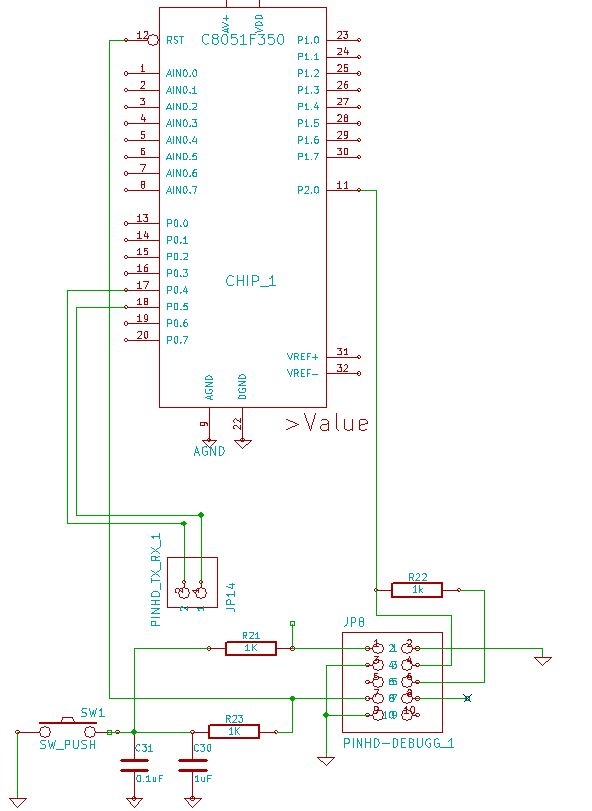 AV+ VDD
12 RST C8051F350 P1.0 23
P1.1 24
1 AIN0.0 P1.2 25
2 AIN0.1 P1.3 26
3 AIN0.2 P1.4 27
4 AIN0.3 P1.5 28
5 AIN0.4 P1.6 29
6 AIN0.5 P1.7 30
7 AIN0.6
8 AIN0.7 P2.0 11
13 P0.0
14 P0.1
15 P0.2
16 P0.3
CHIP_1
17 P0.4
18 P0.5
19 P0.6
20 P0.7
VREF+ 31
VREF- 32
AGND DGND
9 22
>Value
AGND
PINHD_TX_RX_1
JP14
2 1
R22
1k
JP8
R21
1K
1 2
3 4
5 6
7 8
9 10
SW1
SW_PUSH
R23
1K
PINHD-DEBUGG_1
C31 C30
0.1uF 1uF